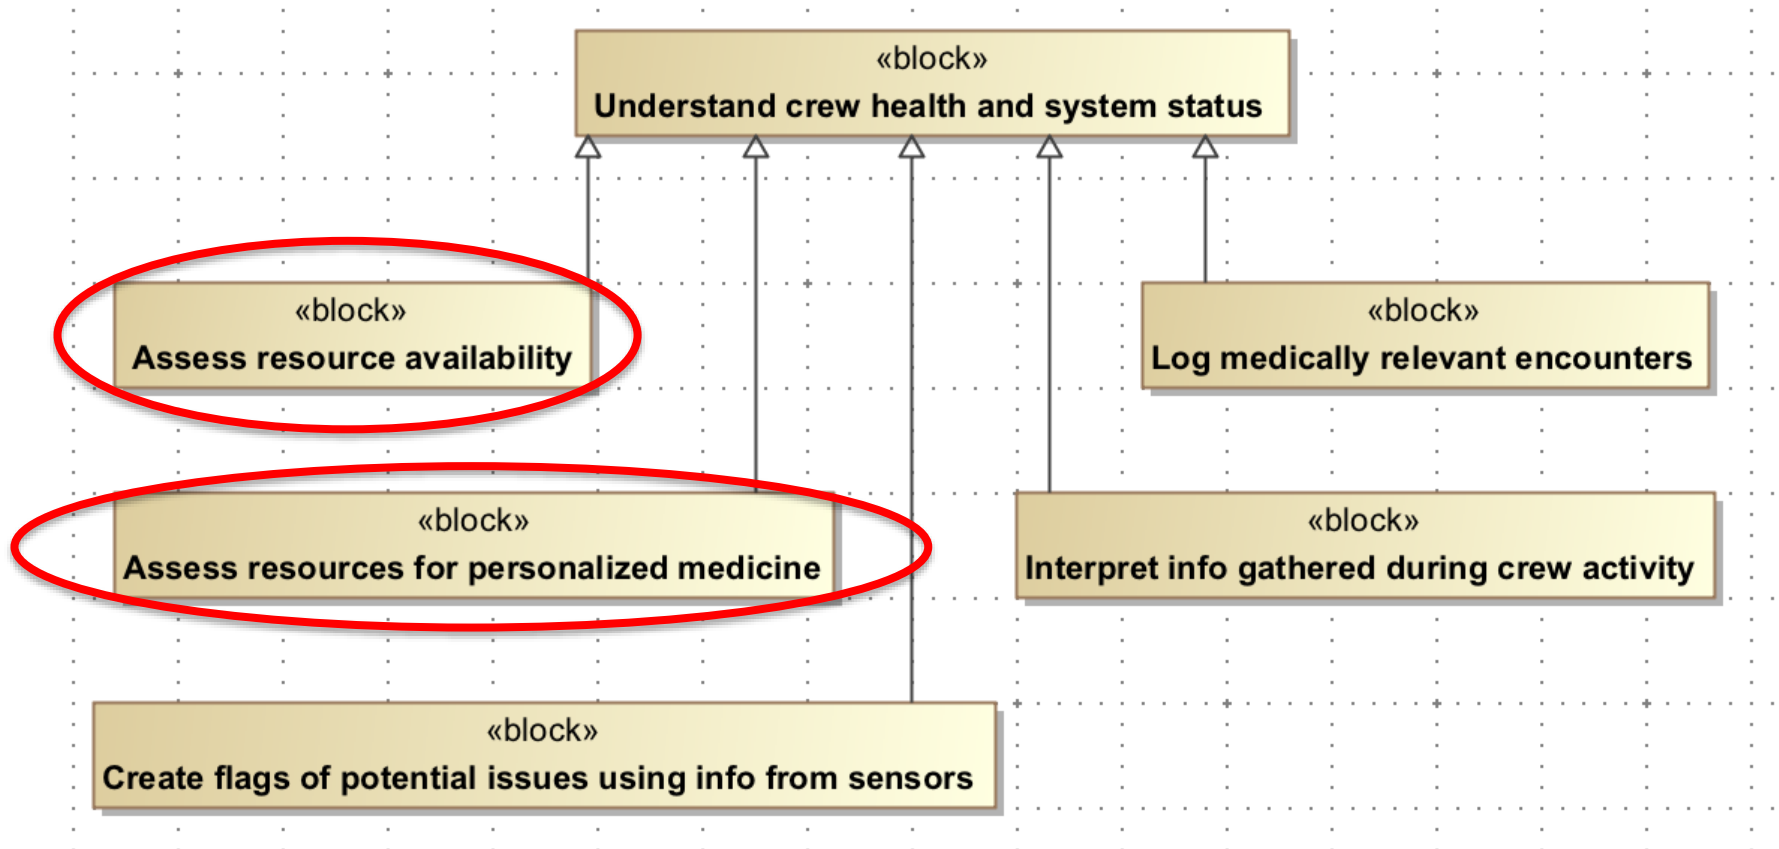 «block»
Understand crew health and system status
«block»
Assess resource availability
«block»
Log medically relevant encounters
«block»
Assess resources for personalized medicine
«block»
Interpret info gathered during crew activity
«block»
Create flags of potential issues using info from sensors